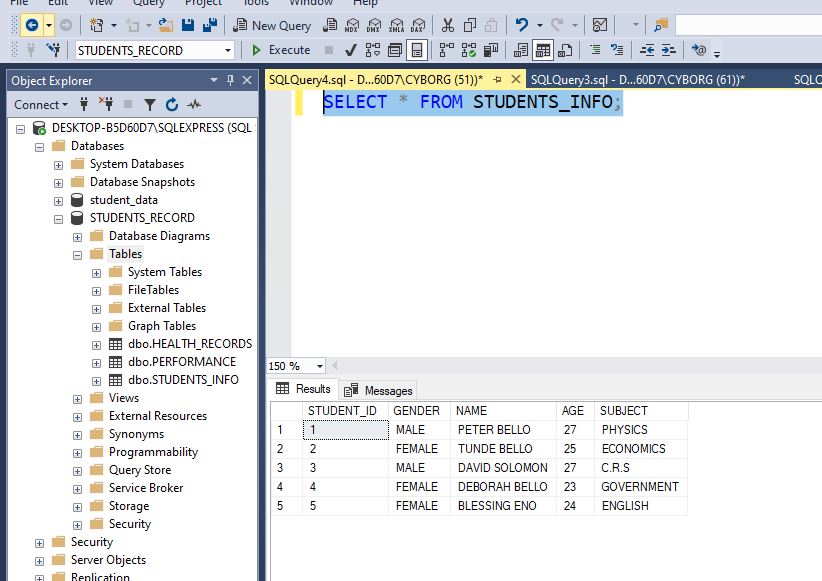 File Edit View Query Project Tools Window Help
New Query MDX DMX XMLA DAX
STUDENTS_RECORD Execute
Object Explorer
Connect
DESKTOP-B5D60D7\SQLEXPRESS (SQL S
Databases
System Databases
Database Snapshots
student_data
STUDENTS_RECORD
Database Diagrams
Tables
System Tables
FileTables
External Tables
Graph Tables
dbo.HEALTH_RECORDS
dbo.PERFORMANCE
dbo.STUDENTS_INFO
Views
External Resources
Synonyms
Programmability
Query Store
Service Broker
Storage
Security
Security
Server Objects
Replication
SQLQuery4.sql - D...60D7\CYBORG (51))* SQLQuery3.sql - D...60D7\CYBORG (61))* SQLQ
SELECT * FROM STUDENTS_INFO;
150 %
Results Messages
STUDENT_ID GENDER NAME AGE SUBJECT
1 1 MALE PETER BELLO 27 PHYSICS
2 2 FEMALE TUNDE BELLO 25 ECONOMICS
3 3 MALE DAVID SOLOMON 27 C.R.S
4 4 FEMALE DEBORAH BELLO 23 GOVERNMENT
5 5 FEMALE BLESSING ENO 24 ENGLISH